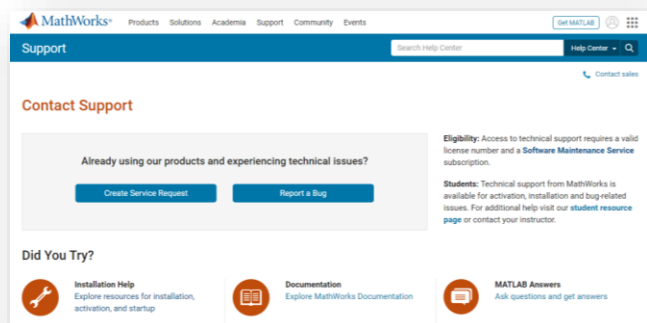 MathWorks®
Products Solutions Academia Support Community Events
Get MATLAB
Support
Search Help Center
Help Center
Contact sales
Contact Support
Already using our products and experiencing technical issues?
Create Service Request
Report a Bug
Eligibility: Access to technical support requires a valid
license number and a Software Maintenance Service
subscription.
Students: Technical support from MathWorks is
available for activation, installation and bug-related
issues. For additional help visit our student resource
page or contact your instructor.
Did You Try?
Installation Help
Explore resources for installation,
activation, and startup
Documentation
Explore MathWorks Documentation
MATLAB Answers
Ask questions and get answers